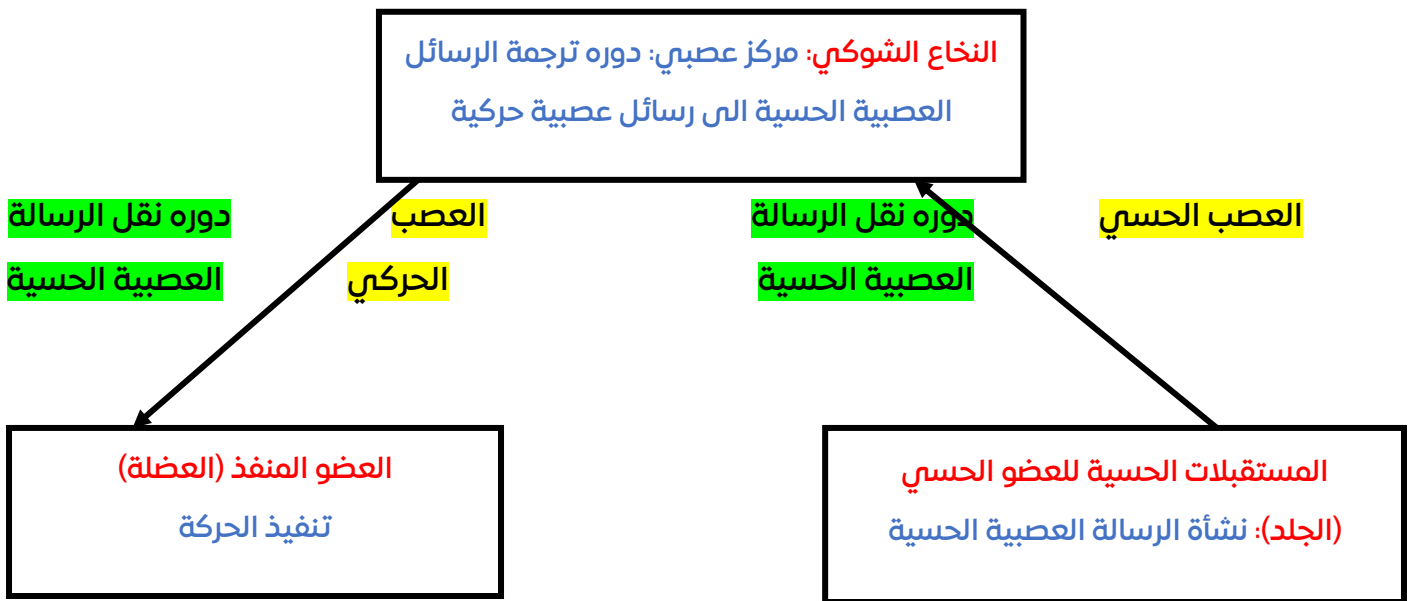 النخاع الشوكي: مركز عصبي: دوره ترجمة الرسائل
العصبية الحسية الى رسائل عصبية حركية
العصب الحسي
دوره نقل الرسالة
العصبية الحسية
العصب
الحركي
دوره نقل الرسالة
العصبية الحسية
المستقبلات الحسية للعضو الحسي
(الجلد): نشأة الرسالة العصبية الحسية
العضو المنفذ (العضلة)
تنفيذ الحركة